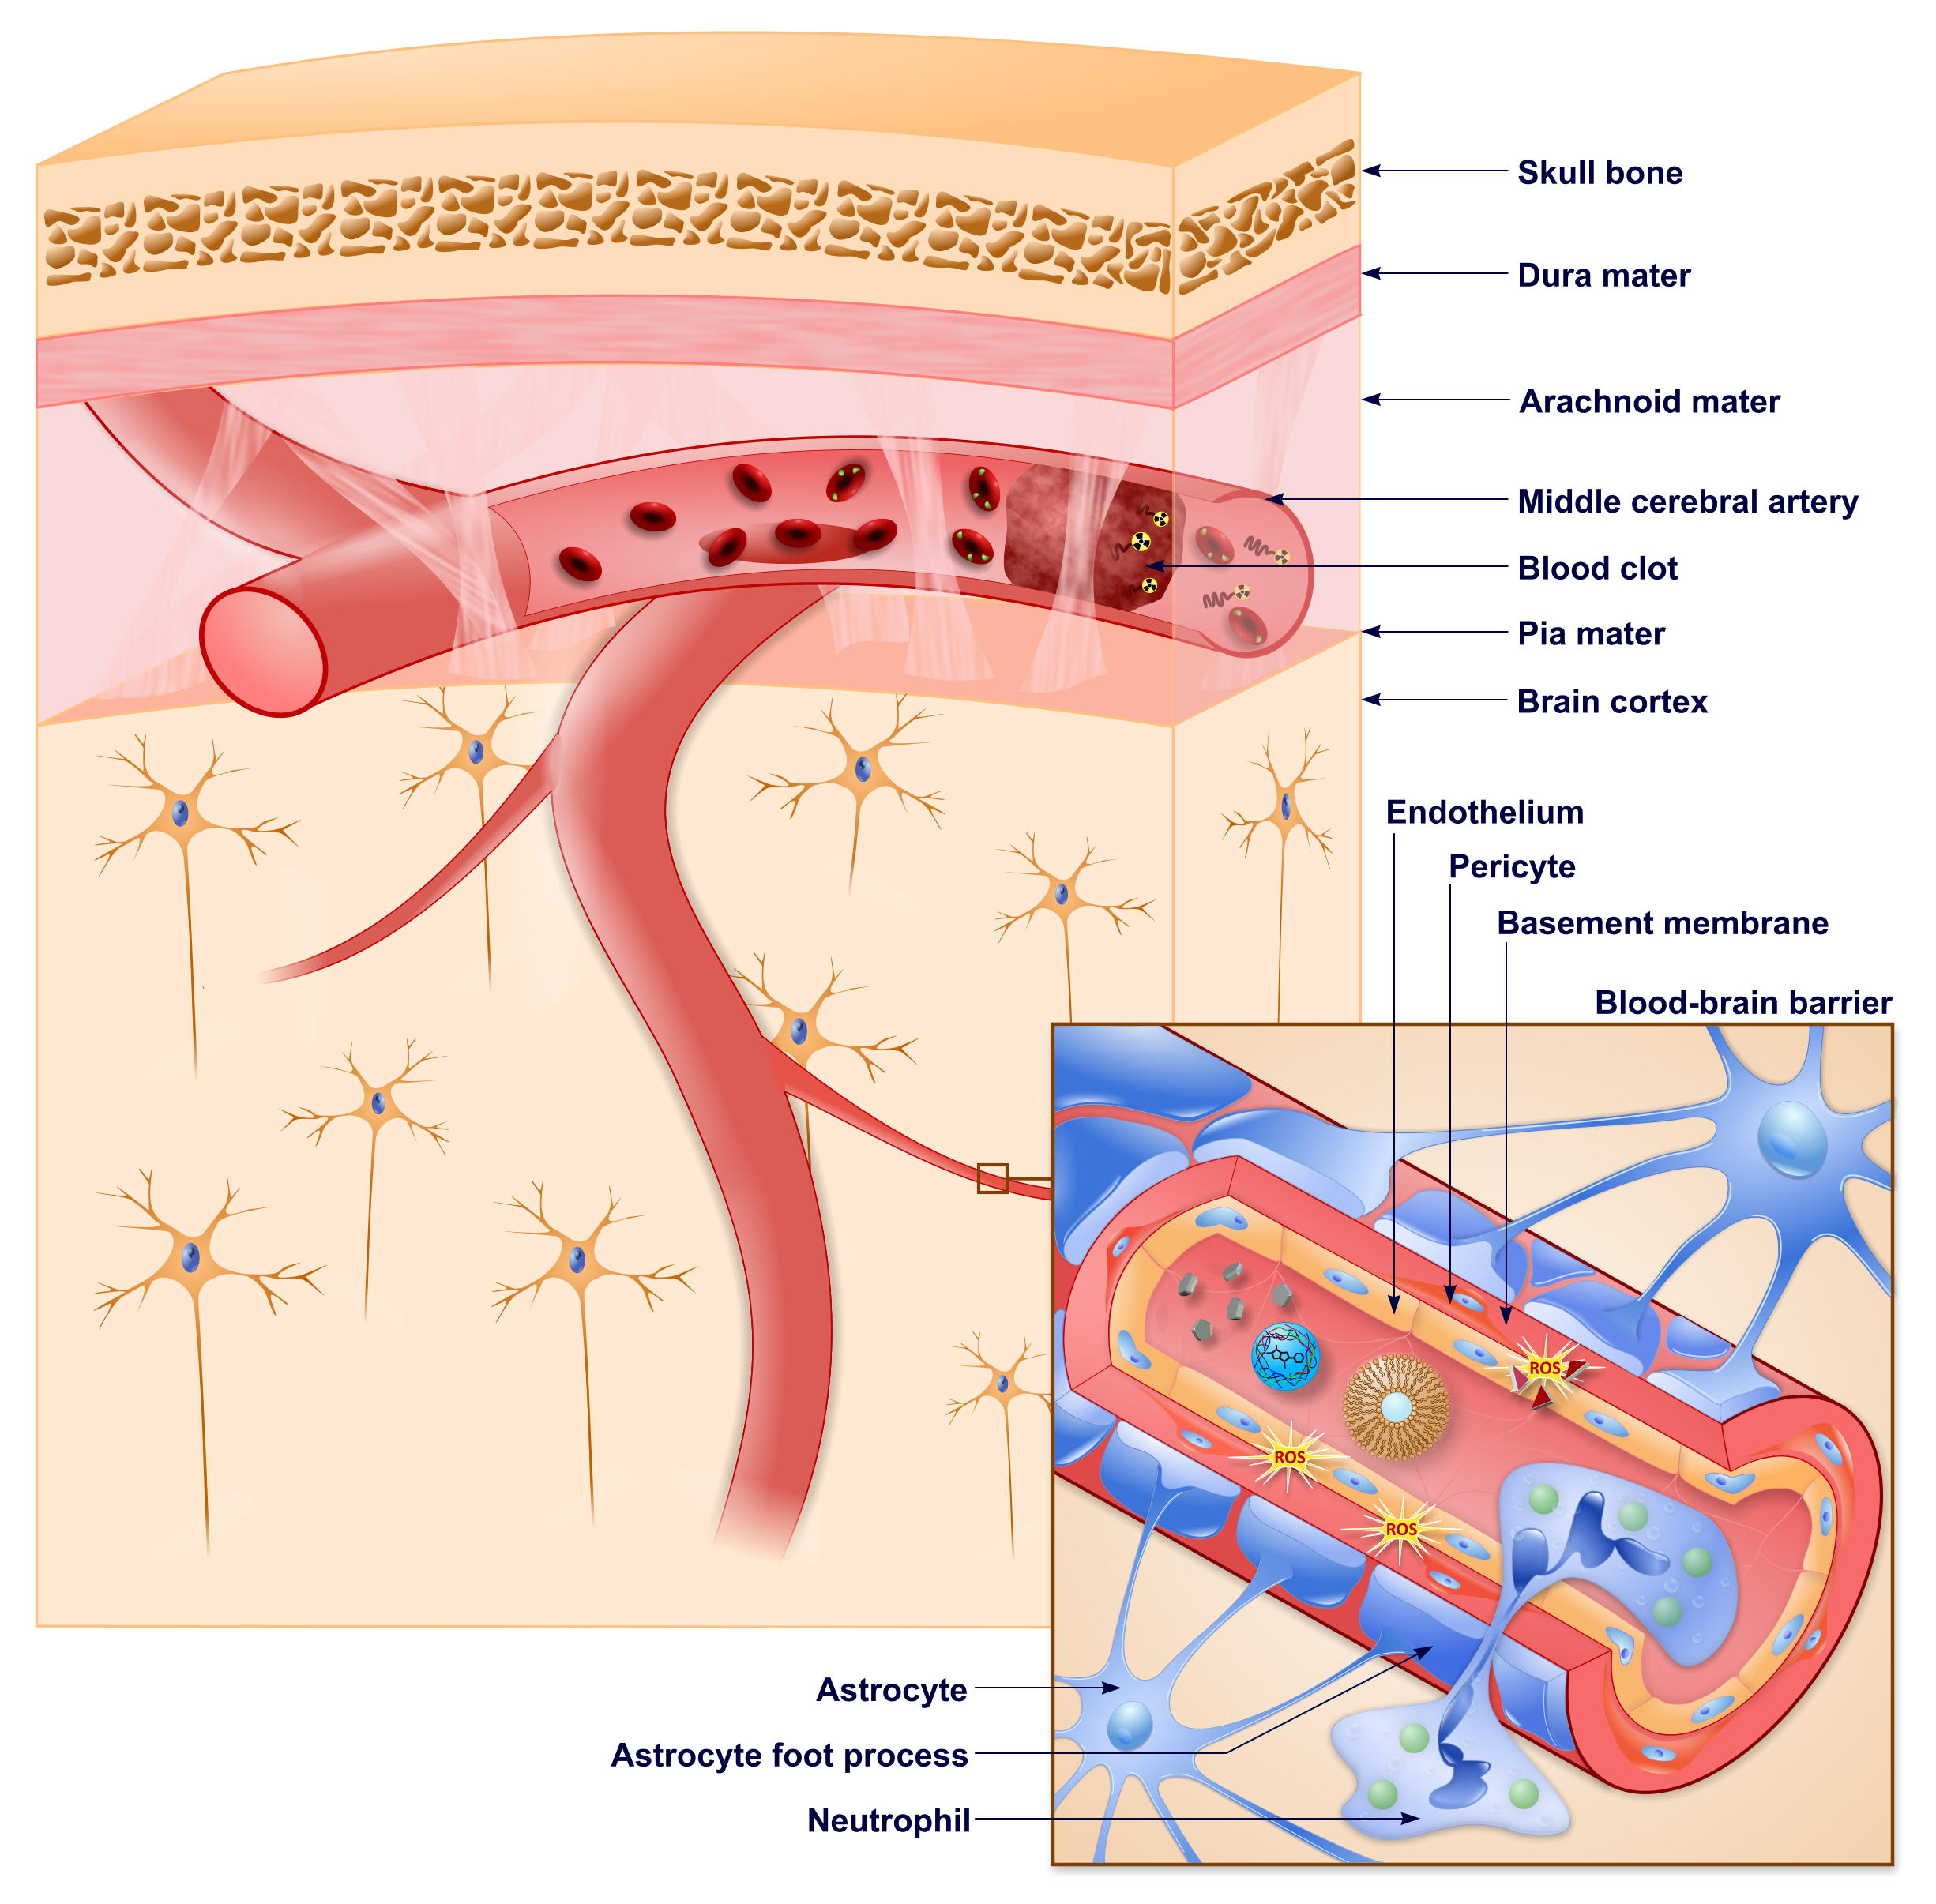 Skull bone
Dura mater
Arachnoid mater
Middle cerebral artery
Blood clot
Pia mater
Brain cortex
Endothelium
Pericyte
Basement membrane
Blood-brain barrier
ROS
ROS
ROS
Astrocyte
Astrocyte foot process
Neutrophil